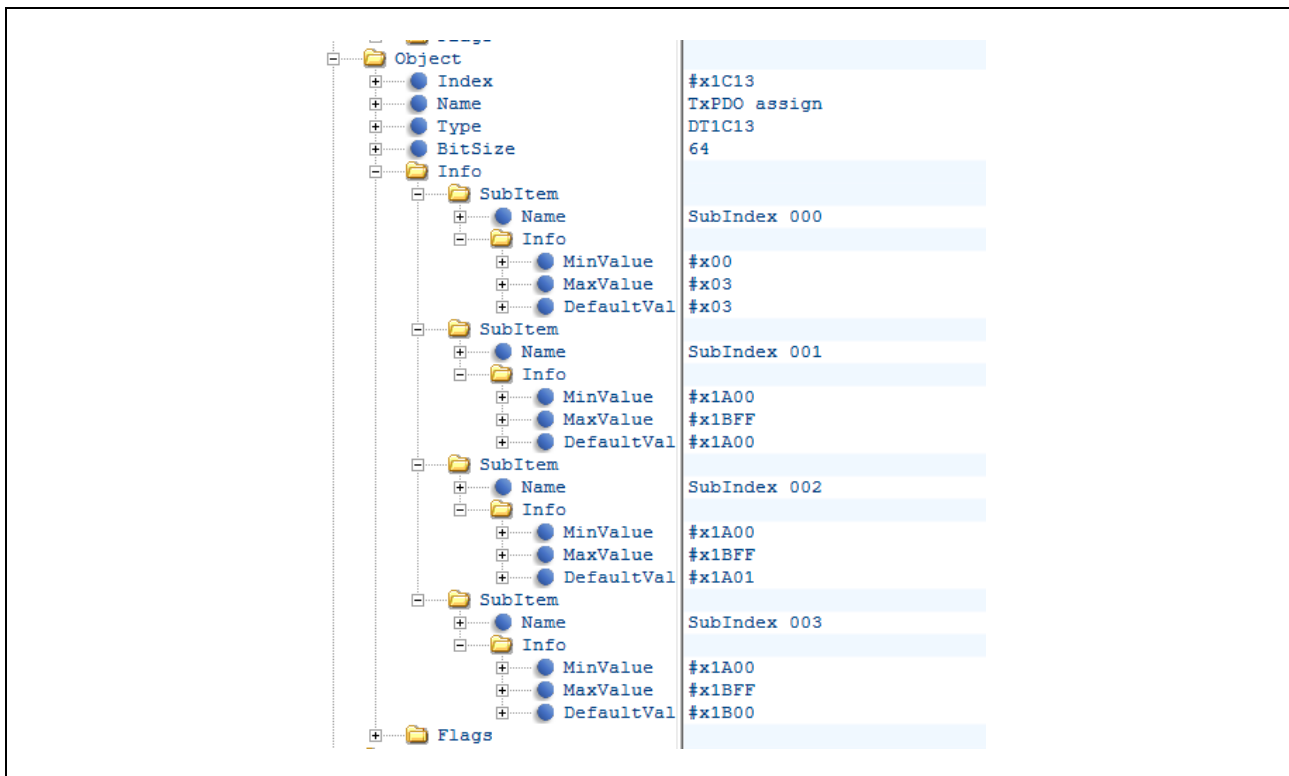 Object
Index #x1C13
Name TxPDO assign
Type DT1C13
BitSize 64
Info
SubItem
Name SubIndex 000
Info
MinValue #x00
MaxValue #x03
DefaultVal #x03
SubItem
Name SubIndex 001
Info
MinValue #x1A00
MaxValue #x1BFF
DefaultVal #x1A00
SubItem
Name SubIndex 002
Info
MinValue #x1A00
MaxValue #x1BFF
DefaultVal #x1A01
SubItem
Name SubIndex 003
Info
MinValue #x1A00
MaxValue #x1BFF
DefaultVal #x1B00
Flags